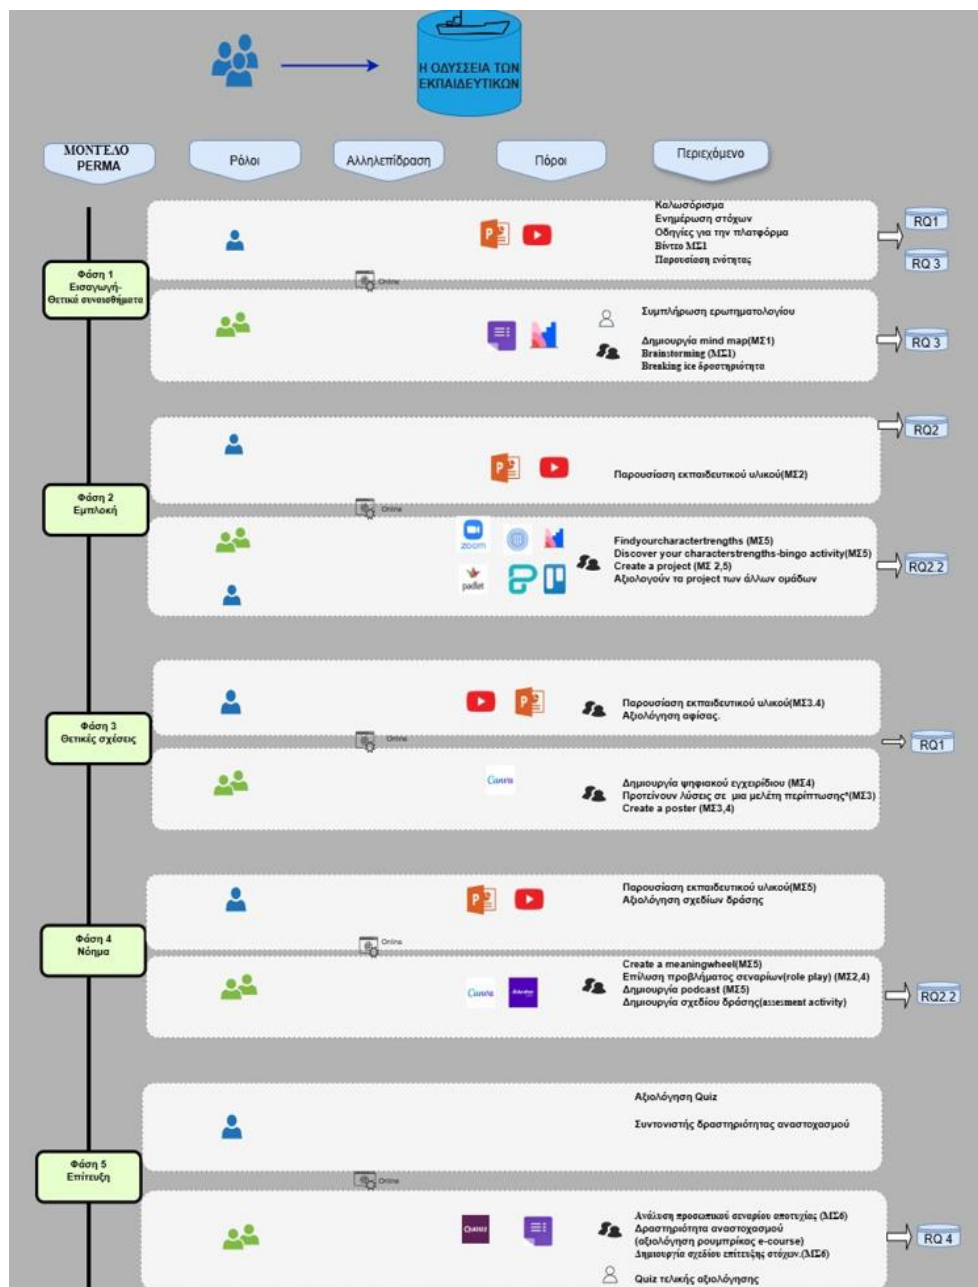 Η ΟΔΥΣΣΕΙΑ ΤΩΝ
ΕΚΠΑΙΔΕΥΤΙΚΩΝ
ΜΟΝΤΕΛΟ
PERMA
Ρόλοι
Αλληλεπίδραση
Πόροι
Περιεχόμενο
Φάση 1
Εισαγωγή-
Θετικά συναισθήματα
Καλωσόρισμα
Ενημέρωση στόχων
Οδηγίες για την πλατφόρμα
Βίντεο ΜΣ1
Παρουσίαση ενότητας
RQ1
RQ 3
Online
Συμπλήρωση ερωτηματολογίου
Δημιουργία mind map(ΜΣ1)
Brainstorming (ΜΣ1)
Breaking ice δραστηριότητα
RQ 3
Φάση 2
Εμπλοκή
Παρουσίαση εκπαιδευτικού υλικού(ΜΣ2)
RQ2
Online
zoom
padlet
Findyourcharactertrengths (ΜΣ5)
Discover your characterstrengths-bingo activity(ΜΣ5)
Create a project (ΜΣ 2,5)
Αξιολογούν τα project των άλλων ομάδων
RQ2.2
Φάση 3
Θετικές σχέσεις
Παρουσίαση εκπαιδευτικού υλικού(ΜΣ3.4)
Αξιολόγηση αφίσας.
Online
RQ1
Canva
Δημιουργία ψηφιακού εγχειρίδιου (ΜΣ4)
Προτείνουν λύσεις σε μια μελέτη περίπτωσης*(ΜΣ3)
Create a poster (ΜΣ3,4)
Φάση 4
Νόημα
Παρουσίαση εκπαιδευτικού υλικού(ΜΣ5)
Αξιολόγηση σχεδίων δράσης
Online
Canva
Create a meaningwheel(ΜΣ5)
Επίλυση προβλήματος σεναρίων(role play) (ΜΣ2,4)
Δημιουργία podcast (ΜΣ5)
Δημιουργία σχεδίου δράσης(assesment activity)
RQ2.2
Φάση 5
Επίτευξη
Αξιολόγηση Quiz
Συντονιστής δραστηριότητας αναστοχασμού
Online
Quizizz
Ανάλυση προσωπικού σεναρίου αποτυχίας (ΜΣ6)
Δραστηριότητα αναστοχασμού
(αξιολόγηση ρουμπρίκας e-course)
Δημιουργία σχεδίου επίτευξης στόχων.(ΜΣ6)
Quiz τελικής αξιολόγησης
RQ 4